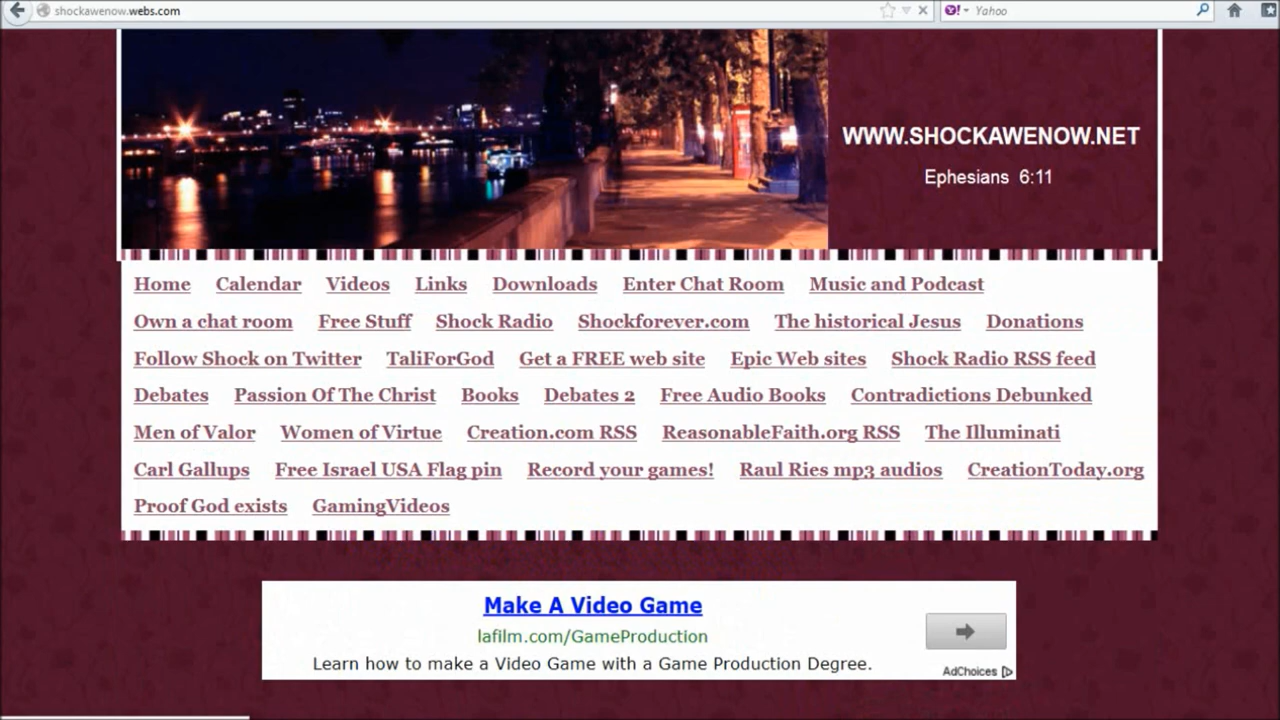 shockawenow.webs.com
Yahoo
WWW.SHOCKAWENOW.NET
Ephesians 6:11
Home Calendar Videos Links Downloads Enter Chat Room Music and Podcast
Own a chat room Free Stuff Shock Radio Shockforever.com The historical Jesus Donations
Follow Shock on Twitter TaliForGod Get a FREE web site Epic Web sites Shock Radio RSS feed
Debates Passion Of The Christ Books Debates 2 Free Audio Books Contradictions Debunked
Men of Valor Women of Virtue Creation.com RSS ReasonableFaith.org RSS The Illuminati
Carl Gallups Free Israel USA Flag pin Record your games! Raul Ries mp3 audios CreationToday.org
Proof God exists GamingVideos
Make A Video Game
lafilm.com/GameProduction
Learn how to make a Video Game with a Game Production Degree.
AdChoices